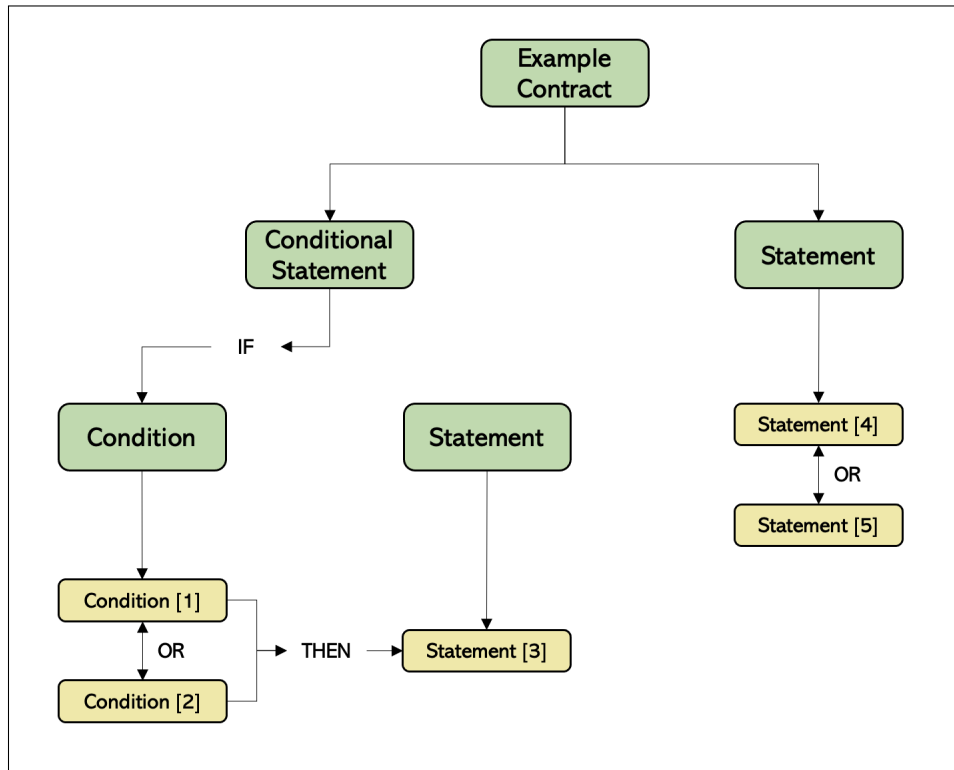 Example
Contract
Conditional
Statement
Statement
IF
Condition
Statement
Statement [4]
OR
Statement [5]
Condition [1]
OR
THEN
Statement [3]
Condition [2]